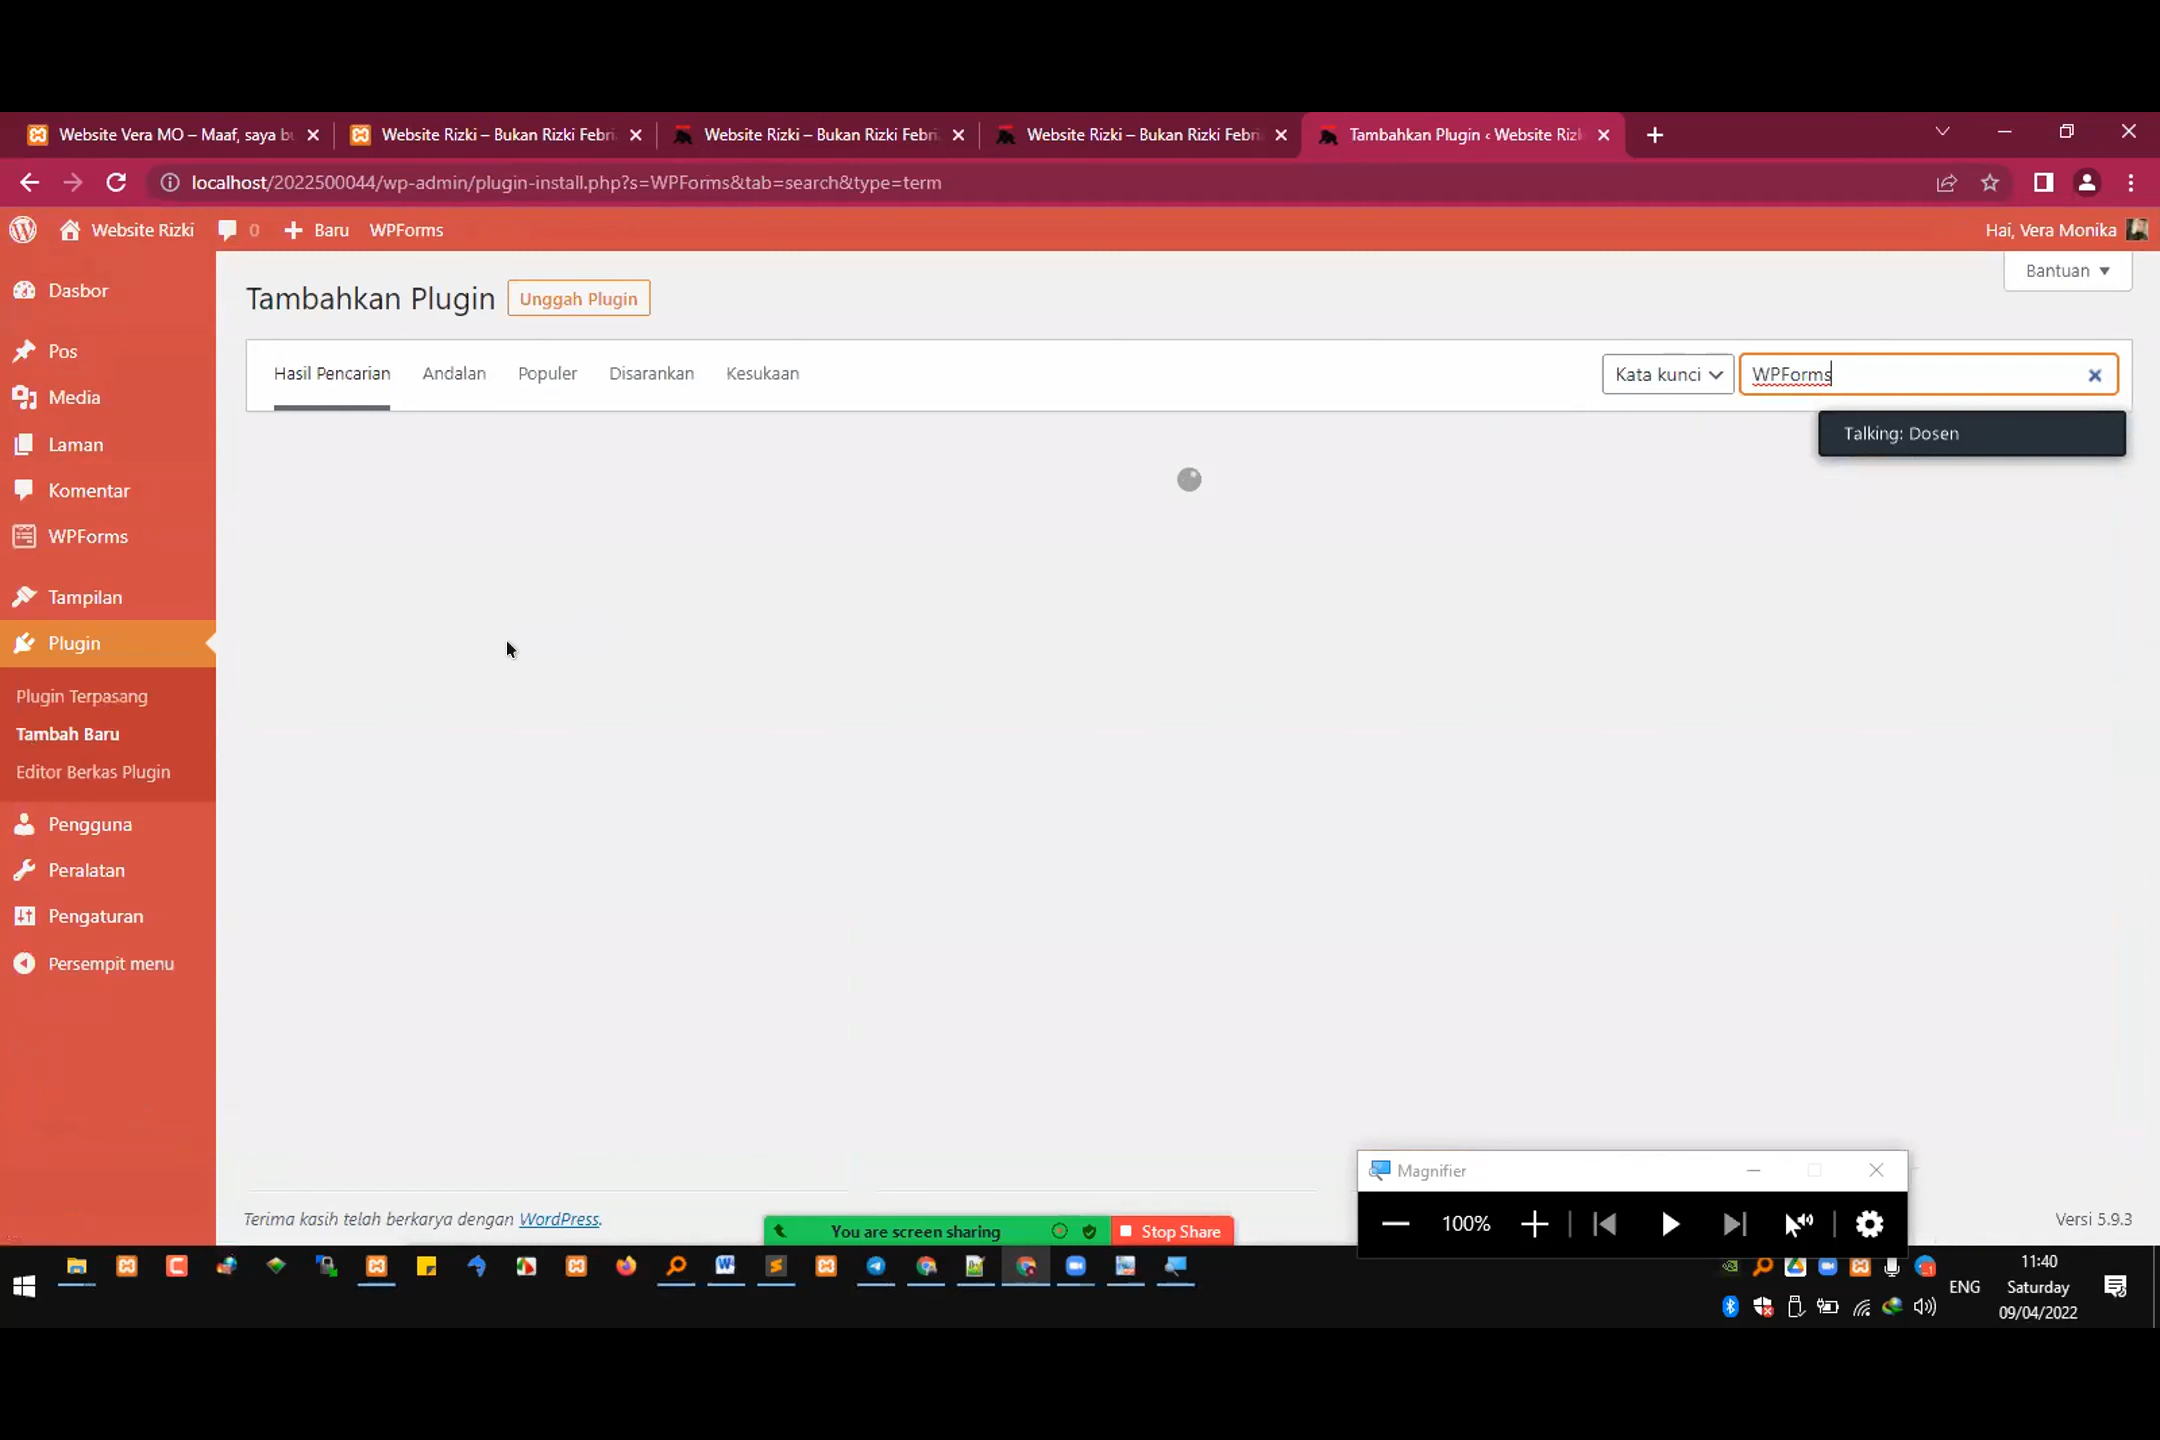 Website Vera MO – Maaf, saya bu
Website Rizki – Bukan Rizki Febri
Website Rizki – Bukan Rizki Febri
Website Rizki – Bukan Rizki Febri
Tambahkan Plugin ‹ Website Rizk
localhost/2022500044/wp-admin/plugin-install.php?s=WPForms&tab=search&type=term
Website Rizki
0
Baru
WPForms
Hai, Vera Monika
Bantuan
Tambahkan Plugin
Unggah Plugin
Hasil Pencarian
Andalan
Populer
Disarankan
Kesukaan
Kata kunci
WPForms
Talking: Dosen
Dasbor
Pos
Media
Laman
Komentar
WPForms
Tampilan
Plugin
Plugin Terpasang
Tambah Baru
Editor Berkas Plugin
Pengguna
Peralatan
Pengaturan
Persempit menu
Magnifier
100%
Terima kasih telah berkarya dengan WordPress.
Versi 5.9.3
You are screen sharing
Stop Share
ENG
11:40
Saturday
09/04/2022